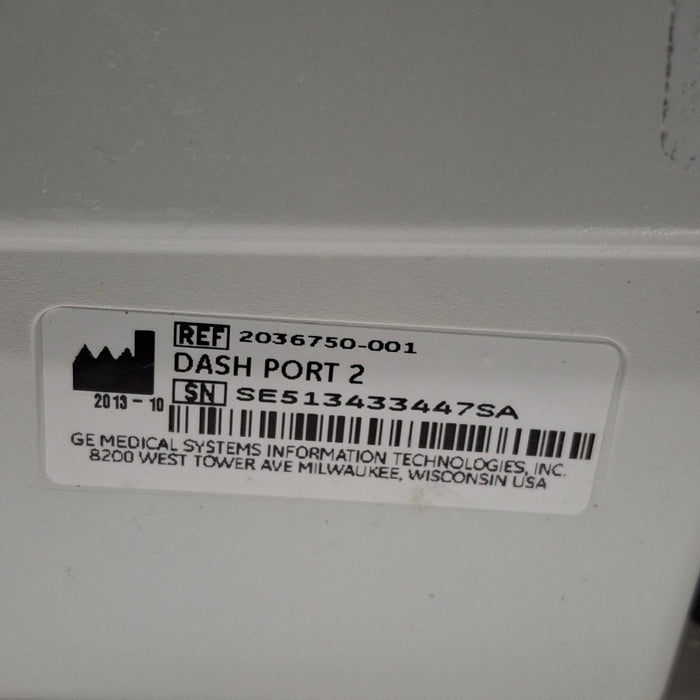 REF 2036750-001
DASH PORT 2
SN SE513433447SA
2013-10
GE MEDICAL SYSTEMS INFORMATION TECHNOLOGIES, INC.
8200 WEST TOWER AVE MILWAUKEE, WISCONSIN USA